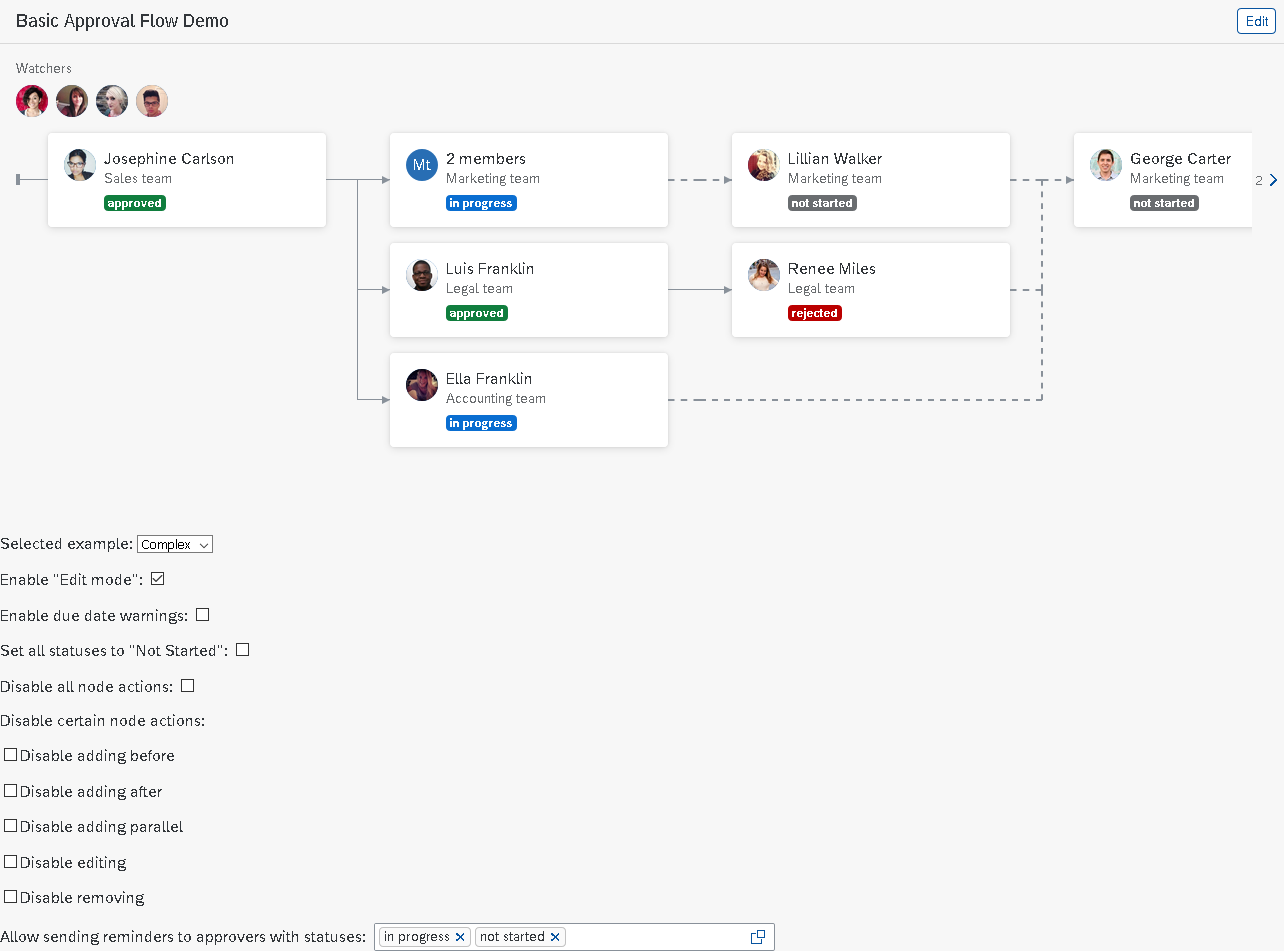 Basic Approval Flow Demo
Edit
Watchers
Josephine Carlson
Sales team
approved
Mt
2 members
Marketing team
in progress
Lillian Walker
Marketing team
not started
George Carter
Marketing team
not started
2
Luis Franklin
Legal team
approved
Renee Miles
Legal team
rejected
Ella Franklin
Accounting team
in progress
Selected example: Complex
Enable "Edit mode":
Enable due date warnings:
Set all statuses to "Not Started":
Disable all node actions:
Disable certain node actions:
Disable adding before
Disable adding after
Disable adding parallel
Disable editing
Disable removing
Allow sending reminders to approvers with statuses: in progress not started